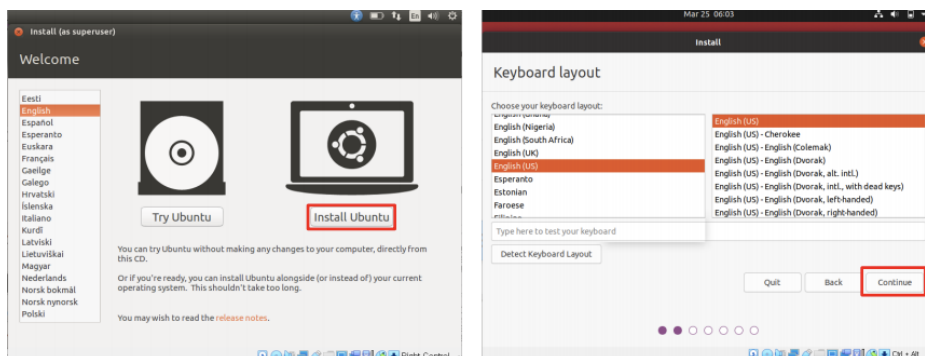 En
Install (as superuser)
Welcome
Eesti
English
Español
Esperanto
Euskara
Français
Gaeilge
Galego
Hrvatski
Íslenska
Italiano
Kurdî
Latviski
Lietuviškai
Magyar
Nederlands
Norsk bokmål
Norsk nynorsk
Polski
Try Ubuntu
Install Ubuntu
You can try Ubuntu without making any changes to your computer, directly from
this CD.
Or if you're ready, you can install Ubuntu alongside (or instead of) your current
operating system. This shouldn't take too long.
You may wish to read the release notes.
Right Control
Mar 25 06:03
Install
Keyboard layout
Choose your keyboard layout:
English (Ghana)
English (Nigeria)
English (South Africa)
English (UK)
English (US)
Esperanto
Estonian
Faroese
Filipino
English (US)
English (US) - Cherokee
English (US) - English (Colemak)
English (US) - English (Dvorak)
English (US) - English (Dvorak, alt. intl.)
English (US) - English (Dvorak, intl., with dead keys)
English (US) - English (Dvorak, left-handed)
English (US) - English (Dvorak, right-handed)
Type here to test your keyboard
Detect Keyboard Layout
Quit
Back
Continue
Ctrl + Alt